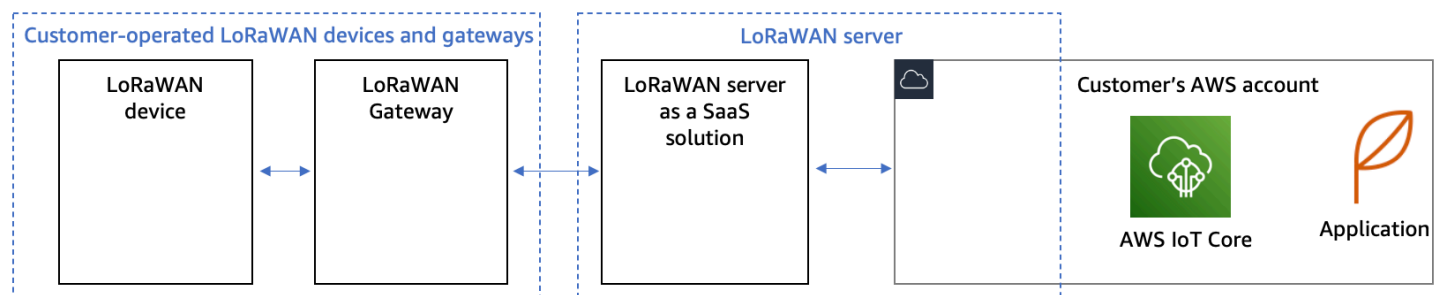 Customer-operated LoRaWAN devices and gateways
LoRaWAN
device
LoRaWAN
Gateway
LoRaWAN server
LoRaWAN server
as a SaaS
solution
Customer's AWS account
AWS IoT Core
Application